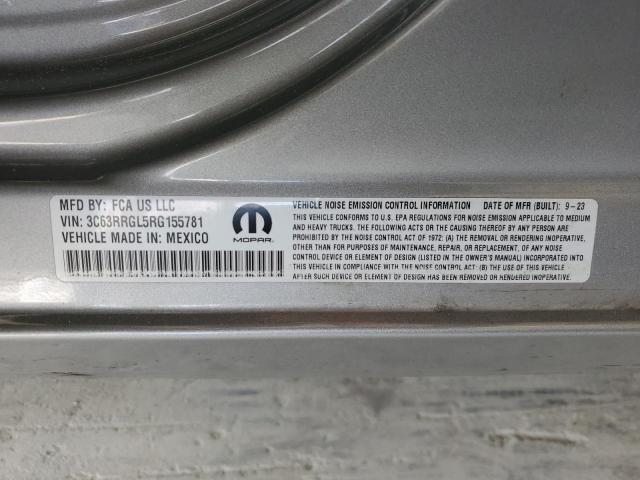 MFD BY: FCA US LLC
VIN: 3C63RRGL5RG155781
VEHICLE MADE IN: MEXICO
MOPAR
VEHICLE NOISE EMISSION CONTROL INFORMATION DATE OF MFR (BUILT): 9-23
THIS VEHICLE CONFORMS TO U.S. EPA REGULATIONS FOR NOISE EMISSION APPLICABLE TO MEDIUM
AND HEAVY TRUCKS. THE FOLLOWING ACTS OR THE CAUSING THEREOF BY ANY PERSON ARE
PROHIBITED BY THE NOISE CONTROL ACT OF 1972: (A) THE REMOVAL OR RENDERING INOPERATIVE,
OTHER THAN FOR PURPOSES OF MAINTENANCE, REPAIR, OR REPLACEMENT, OF ANY NOISE
CONTROL DEVICE OR ELEMENT OF DESIGN (LISTED IN THE OWNER'S MANUAL) INCORPORATED INTO
THIS VEHICLE IN COMPLIANCE WITH THE NOISE CONTROL ACT; (B) THE USE OF THIS VEHICLE
AFTER SUCH DEVICE OR ELEMENT OF DESIGN HAS BEEN REMOVED OR RENDERED INOPERATIVE.